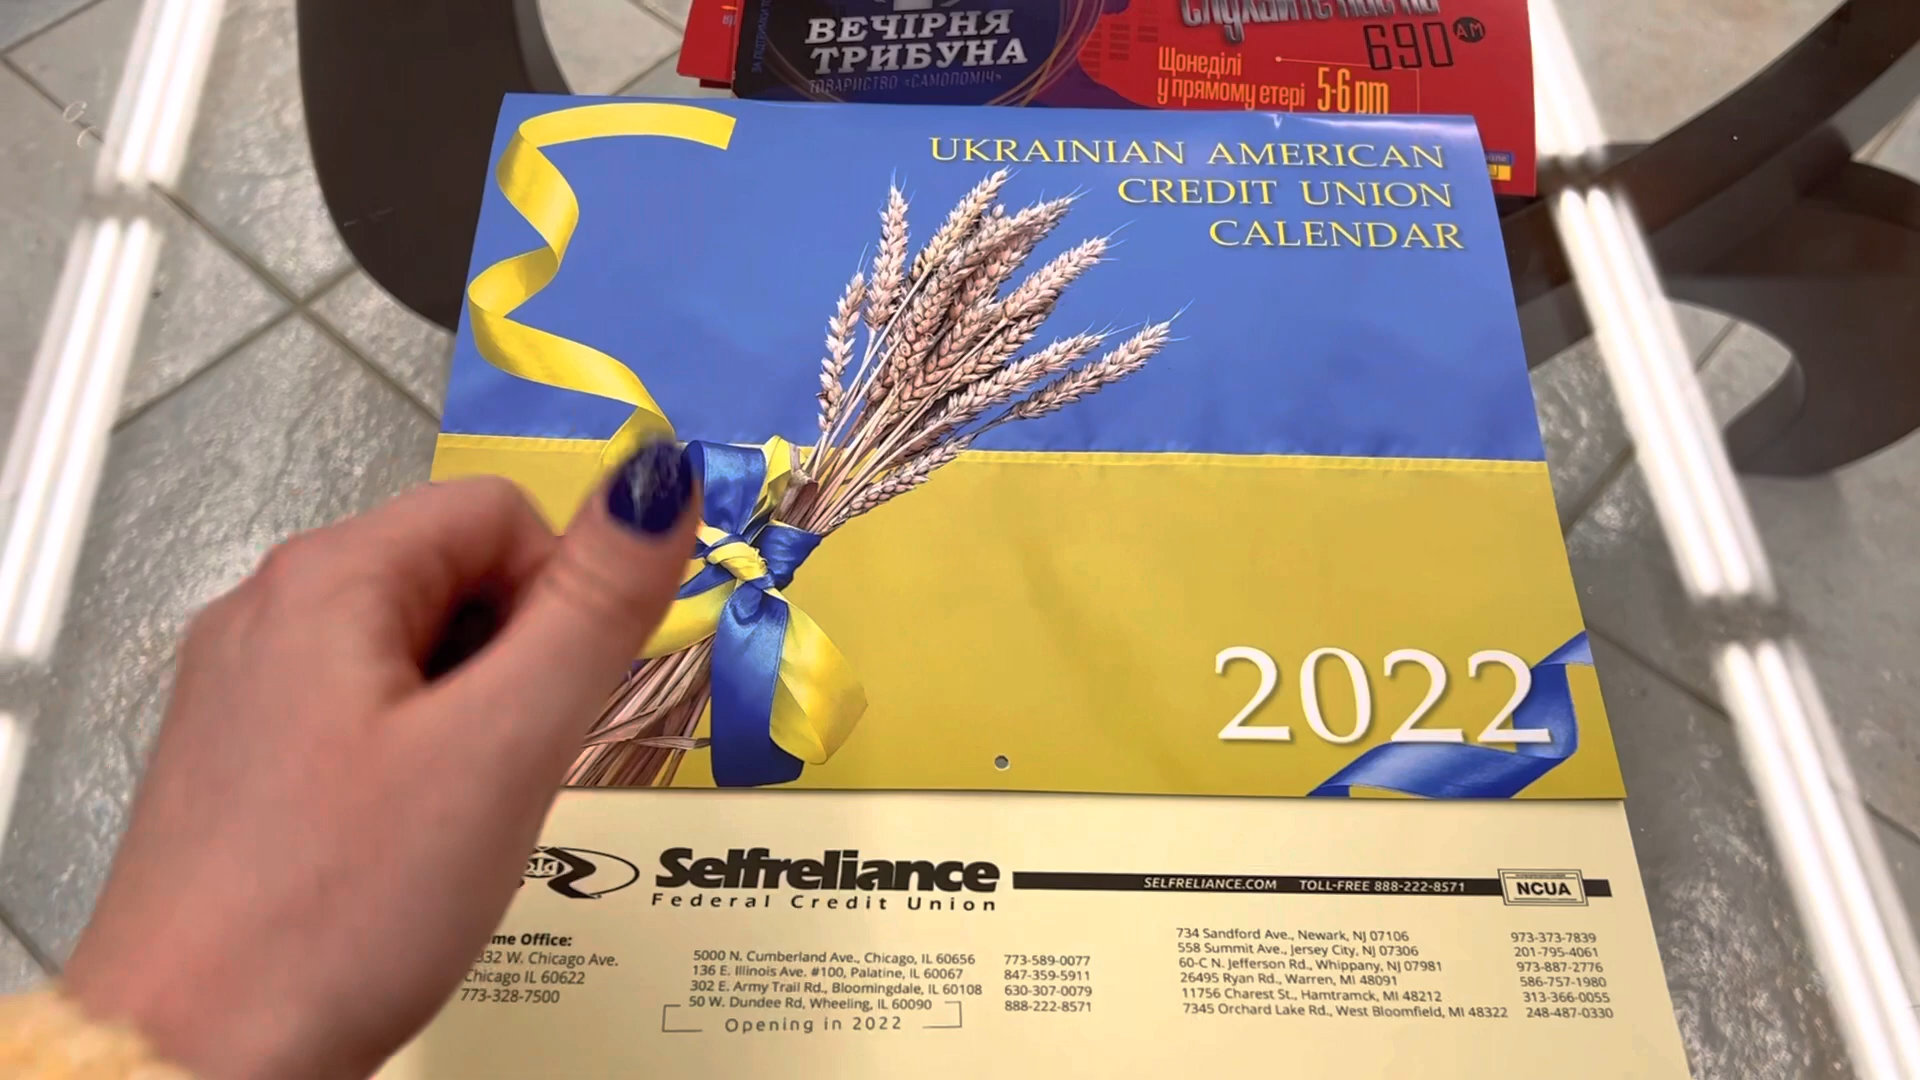 ВЕЧІРНЯ
ТРИБУНА
ТОВАРИСТВО «САМОПОМІЧ»
690 AM
Щонеділі
у прямому етері 5-6 pm
UKRAINIAN AMERICAN
CREDIT UNION
CALENDAR
2022
Selfreliance
Federal Credit Union
SELFRELIANCE.COM TOLL-FREE 888-222-8571
NCUA
Office:
W. Chicago Ave.
Chicago IL 60622
773-328-7500
5000 N. Cumberland Ave., Chicago, IL 60656 773-589-0077
136 E. Illinois Ave. #100, Palatine, IL 60067 847-359-5911
302 E. Army Trail Rd., Bloomingdale, IL 60108 630-307-0079
50 W. Dundee Rd, Wheeling, IL 60090 888-222-8571
Opening in 2022
734 Sandford Ave., Newark, NJ 07106 973-373-7839
558 Summit Ave., Jersey City, NJ 07306 201-795-4061
60-C N. Jefferson Rd., Whippany, NJ 07981 973-887-2776
26495 Ryan Rd., Warren, MI 48091 586-757-1980
11756 Charest St., Hamtramck, MI 48212 313-366-0055
7345 Orchard Lake Rd., West Bloomfield, MI 48322 248-487-0330